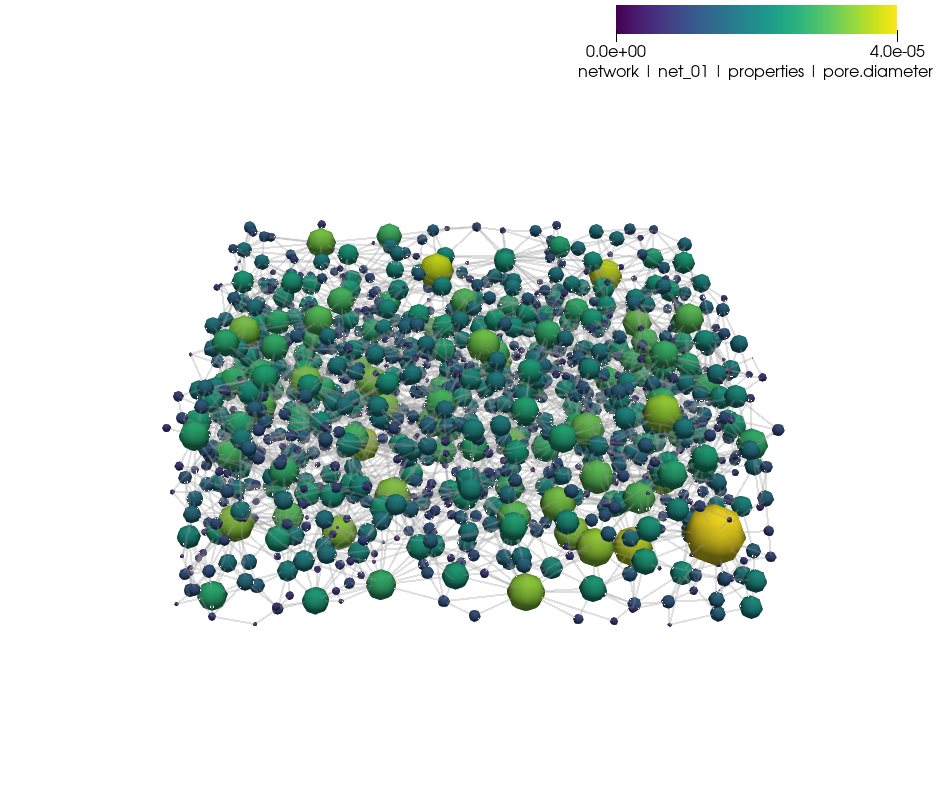 0.0e+00 4.0e-05
network | net_01 | properties | pore.diameter